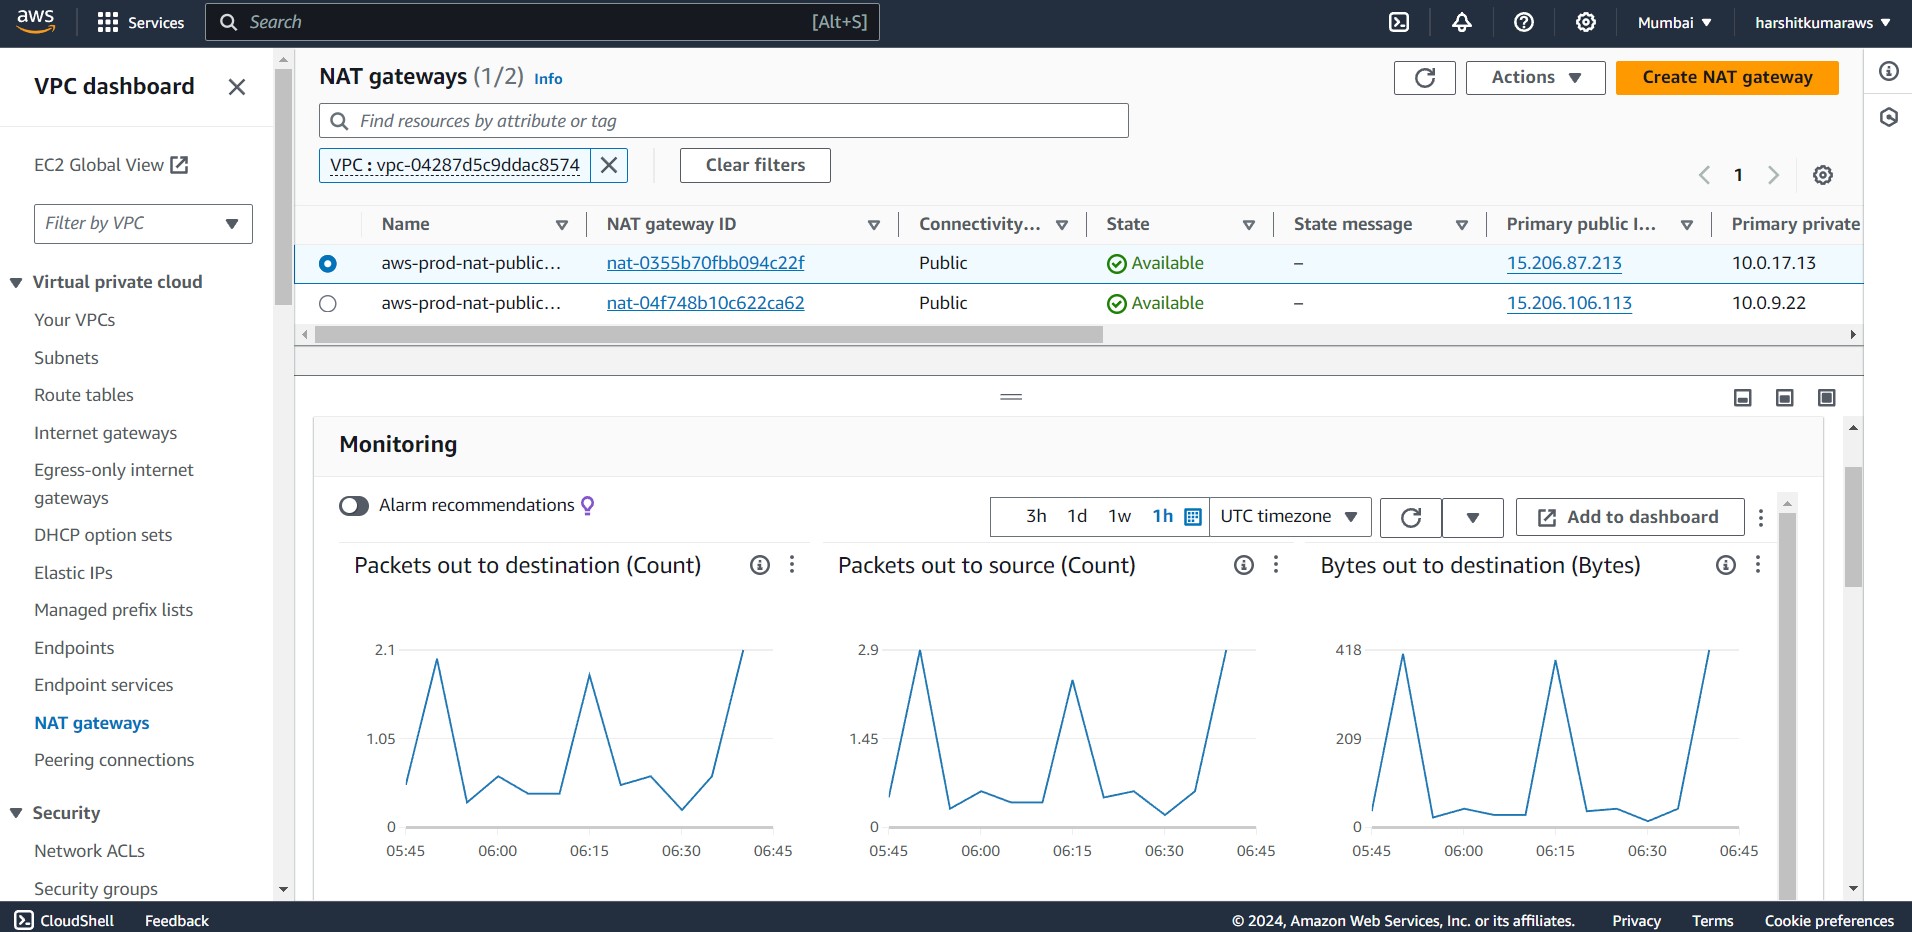 aws
Services
Search [Alt+S]
Mumbai
harshitkumaraws
VPC dashboard
EC2 Global View
Filter by VPC
Virtual private cloud
Your VPCs
Subnets
Route tables
Internet gateways
Egress-only internet
gateways
DHCP option sets
Elastic IPs
Managed prefix lists
Endpoints
Endpoint services
NAT gateways
Peering connections
Security
Network ACLs
Security groups
NAT gateways (1/2) Info
Actions
Create NAT gateway
Find resources by attribute or tag
VPC : vpc-04287d5c9ddac8574
Clear filters
1
Name NAT gateway ID Connectivity... State State message Primary public I... Primary private
aws-prod-nat-public... nat-0355b70fbb094c22f Public Available – 15.206.87.213 10.0.17.13
aws-prod-nat-public... nat-04f748b10c622ca62 Public Available – 15.206.106.113 10.0.9.22
Monitoring
Alarm recommendations
3h 1d 1w 1h UTC timezone
Add to dashboard
Packets out to destination (Count)
2.1
1.05
0
05:45 06:00 06:15 06:30 06:45
Packets out to source (Count)
2.9
1.45
0
05:45 06:00 06:15 06:30 06:45
Bytes out to destination (Bytes)
418
209
0
05:45 06:00 06:15 06:30 06:45
CloudShell
Feedback
© 2024, Amazon Web Services, Inc. or its affiliates.
Privacy
Terms
Cookie preferences